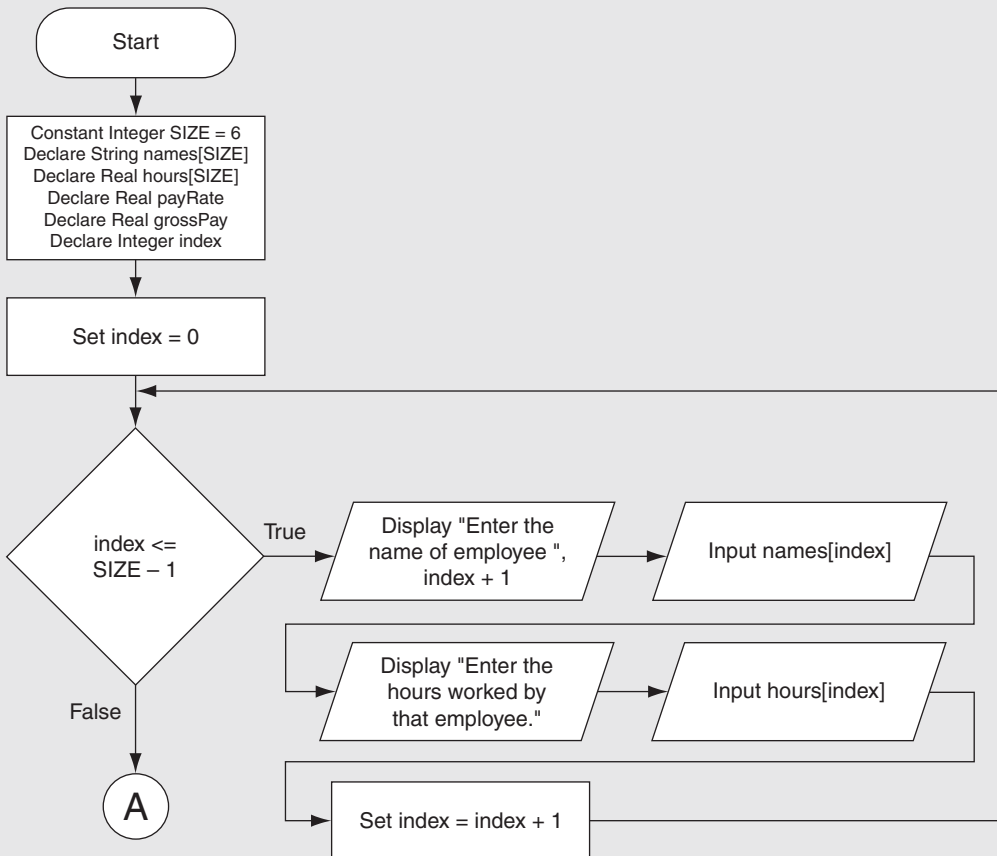 Start
Constant Integer SIZE = 6
Declare String names[SIZE]
Declare Real hours[SIZE]
Declare Real payRate
Declare Real grossPay
Declare Integer index
Set index = 0
index <=
SIZE – 1
True
Display "Enter the
name of employee ",
index + 1
Input names[index]
Display "Enter the
hours worked by
that employee."
Input hours[index]
Set index = index + 1
False
A